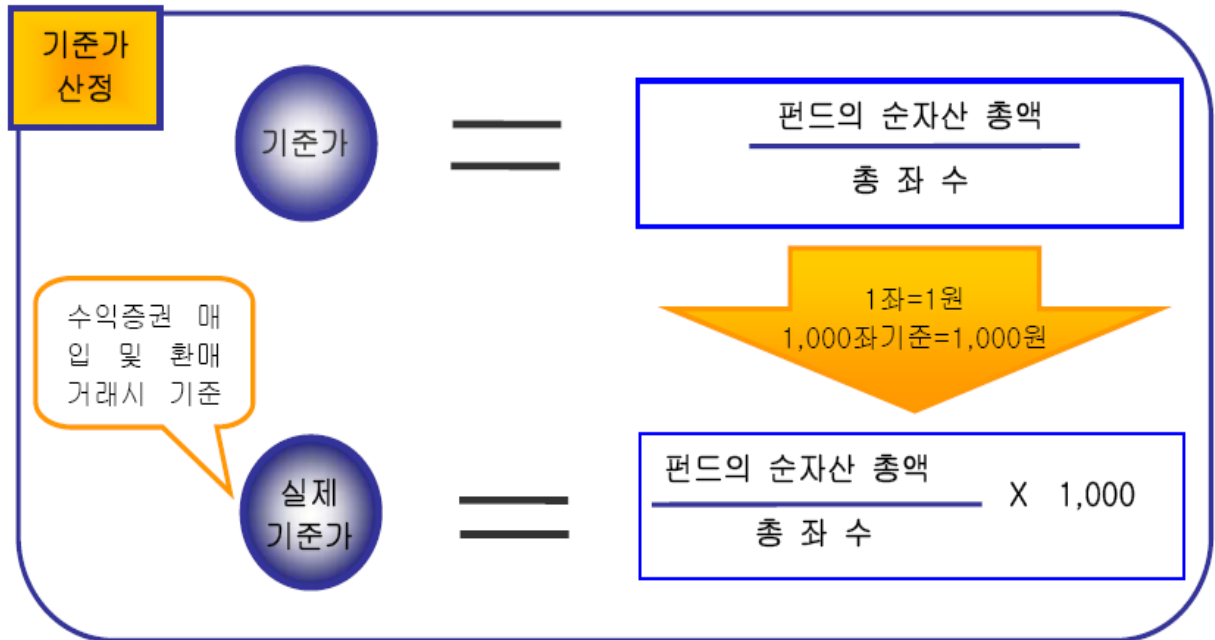 기준가
산정
기준가
펀드의 순자산 총액
총 좌 수
1좌=1원
1,000좌기준=1,000원
수익증권 매
입 및 환매
거래시 기준
실제
기준가
펀드의 순자산 총액
총 좌 수
X 1,000